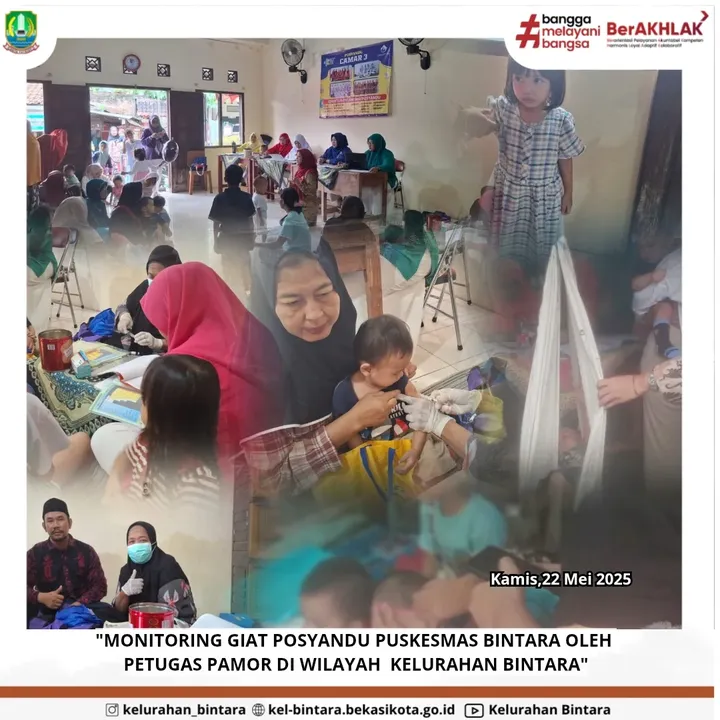 #bangga
melayani
bangsa
BerAKHLAK
CAMAR 3
Kamis,22 Mei 2025
"MONITORING GIAT POSYANDU PUSKESMAS BINTARA OLEH
PETUGAS PAMOR DI WILAYAH KELURAHAN BINTARA"
kelurahan_bintara kel-bintara.bekasikota.go.id Kelurahan Bintara